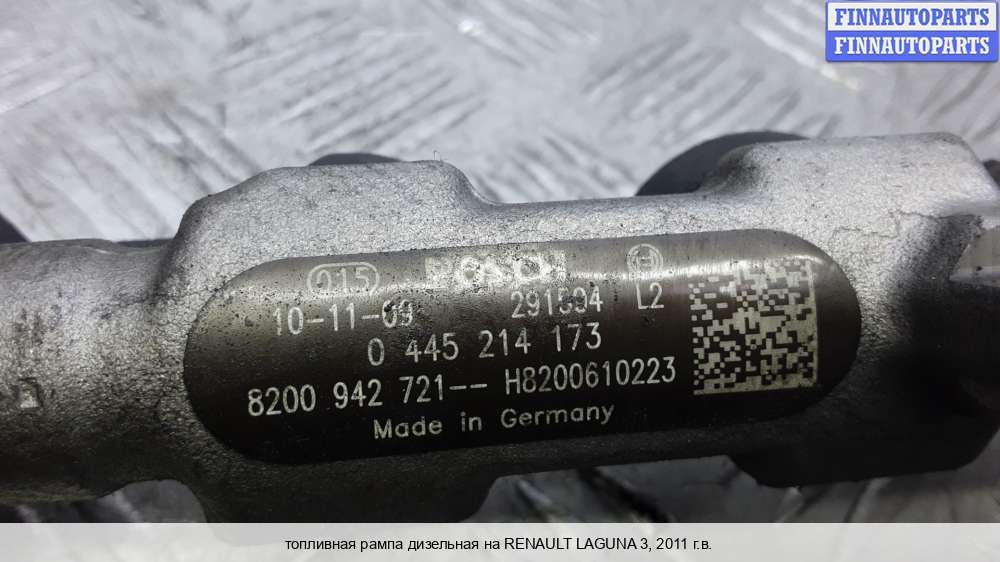 FINNAUTOPARTS
FINNAUTOPARTS
015 BOSCH H
10-11-09 291594 L2
0 445 214 173
8200 942 721-- H8200610223
Made in Germany
топливная рампа дизельная на RENAULT LAGUNA 3, 2011 г.в.